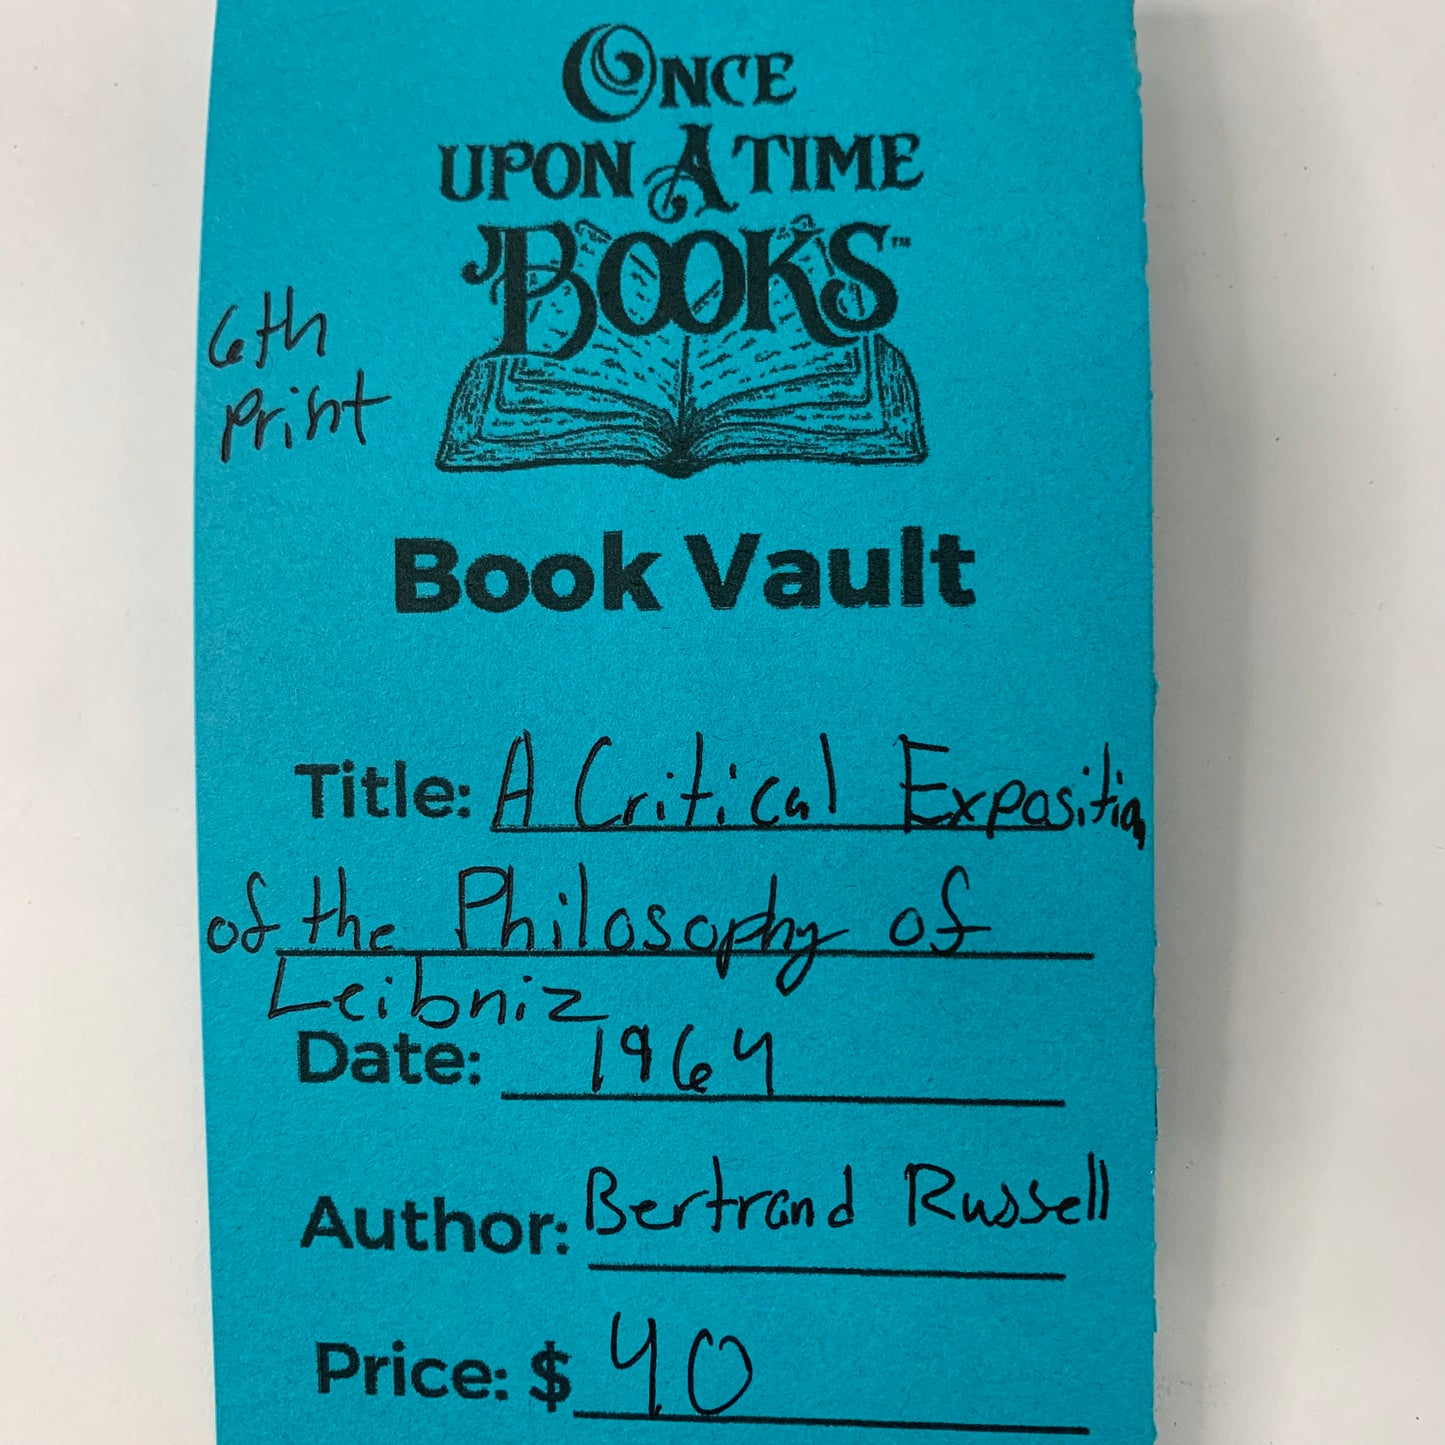 ONCE
UPON A TIME
BOOKS™
6th
print
Book Vault
Title: A Critical Exposition
of the Philosophy of
Leibniz
Date: 1964
Author: Bertrand Russell
Price: $ 40